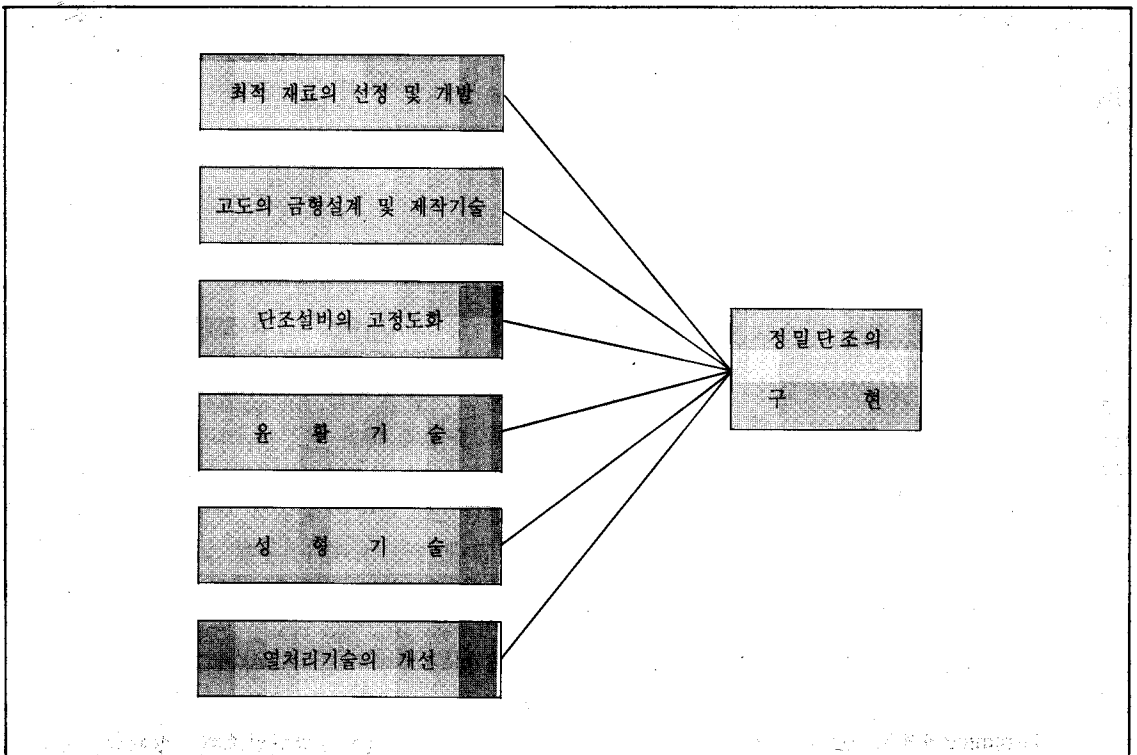 최적 재료의 선정 및 개발
고도의 금형설계 및 제작기술
단조설비의 고정도화
윤 활 기 술
성 형 기 술
열처리기술의 개선
정밀단조의
구 현